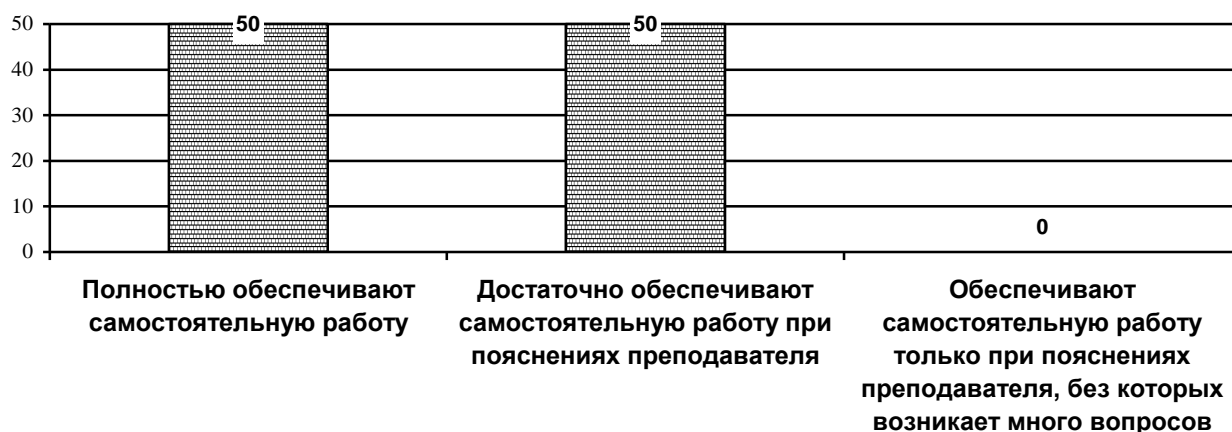 50
40
30
20
10
0
50
50
0
Полностью обеспечивают
самостоятельную работу
Достаточно обеспечивают
самостоятельную работу при
пояснениях преподавателя
Обеспечивают
самостоятельную работу
только при пояснениях
преподавателя, без которых
возникает много вопросов